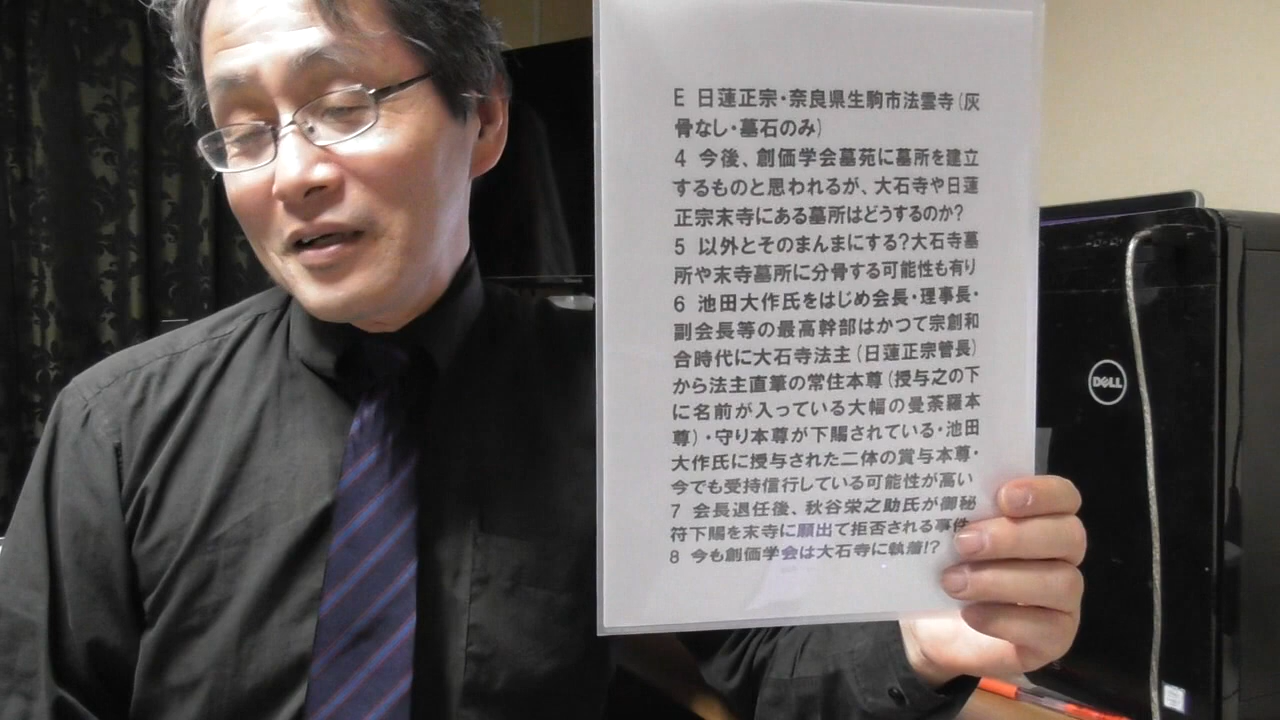 E 日蓮正宗・奈良県生駒市法雲寺(灰
骨なし・墓石のみ)
4 今後、創価学会墓苑に墓所を建立
するものと思われるが、大石寺や日蓮
正宗末寺にある墓所はどうするのか?
5 以外とそのまんまにする?大石寺墓
所や末寺墓所に分骨する可能性も有り
6 池田大作氏をはじめ会長・理事長・
副会長等の最高幹部はかつて宗創和
合時代に大石寺法主(日蓮正宗管長)
から法主直筆の常住本尊(授与之の下
に名前が入っている大幅の曼荼羅本
尊)・守り本尊が下賜されている・池田
大作氏に授与された二体の賞与本尊・
今でも受持信行している可能性が高い
7 会長退任後、秋谷栄之助氏が御秘
符下賜を末寺に願出て拒否される事件
8 今も創価学会は大石寺に執着!?
DELL